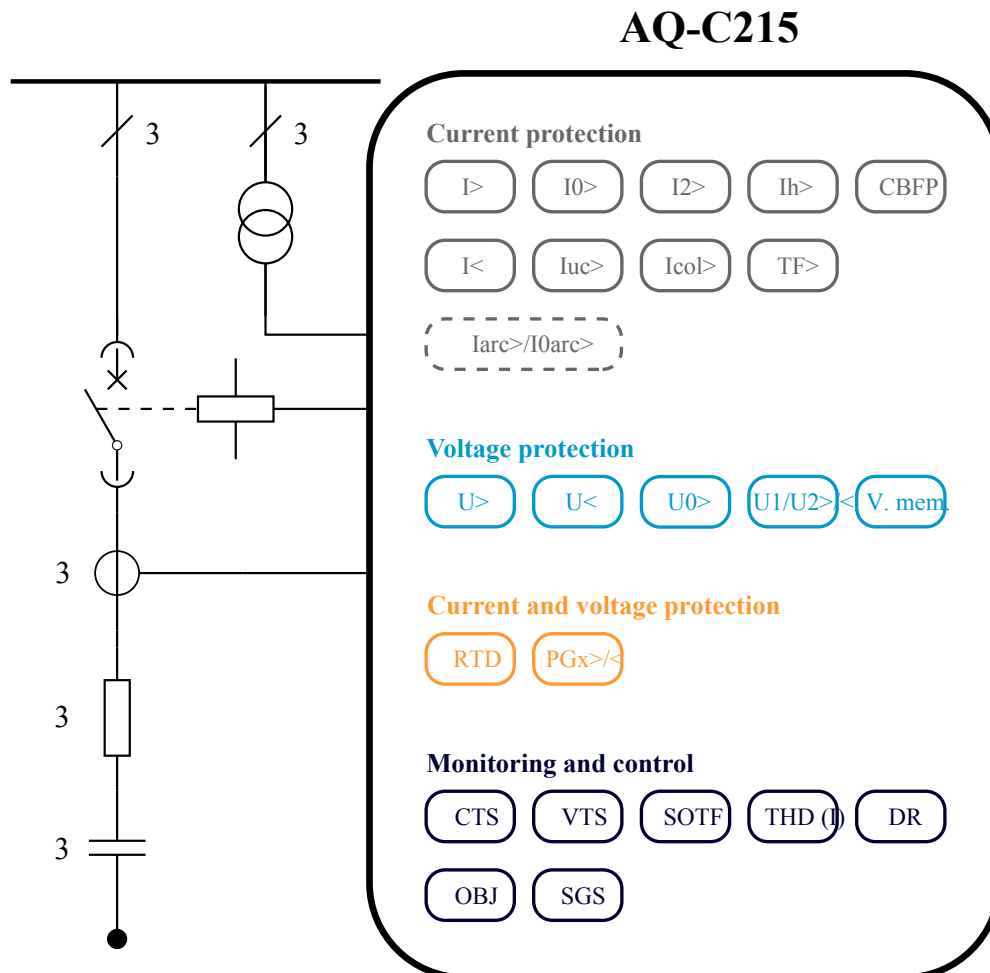 AQ-C215
3 3
Current protection
I> I0> I2> Ih> CBFP
I< Iuc> Icol> TF>
Iarc>/I0arc>
Voltage protection
U> U< U0> U1/U2>/< V. mem.
3
Current and voltage protection
RTD PGx>/<
3
Monitoring and control
CTS VTS SOTF THD (I) DR
3
OBJ SGS